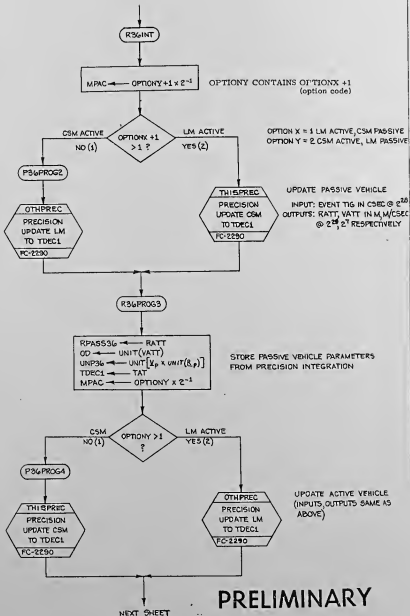 R36INT
MPAC ← OPTIONY+1 x 2⁻¹
OPTIONY CONTAINS OPTIONX +1
(option code)
CSM ACTIVE
NO(1)
OPTIONX +1
>1 ?
LM ACTIVE
YES(2)
OPTION X = 1 LM ACTIVE, CSM PASSIVE
OPTION Y = 2 CSM ACTIVE, LM PASSIVE
P36PROG2
OTHPREC
PRECISION
UPDATE LM
TO TDEC1
FC-2290
THISPREC
PRECISION
UPDATE CSM
TO TDEC1
FC-2290
UPDATE PASSIVE VEHICLE
INPUT: EVENT TIG IN CSEC @ 2²⁸
OUTPUTS: RATT, VATT IN M, M/CSEC
@ 2²⁹, 2⁷ RESPECTIVELY
R36PROG3
RPASS36 ← RATT
OD ← UNIT(VATT)
UNP36 ← UNIT[V̲p x UNIT(R̲p)]
TDEC1 ← TAT
MPAC ← OPTIONY x 2⁻¹
STORE PASSIVE VEHICLE PARAMETERS
FROM PRECISION INTEGRATION
CSM
NO(1)
OPTIONY >1
?
LM ACTIVE
YES(2)
P36PROG4
THISPREC
PRECISION
UPDATE CSM
TO TDEC1
FC-2290
OTHPREC
PRECISION
UPDATE LM
TO TDEC1
FC-2290
UPDATE ACTIVE VEHICLE
(INPUTS, OUTPUTS SAME AS
ABOVE)
NEXT SHEET
PRELIMINARY